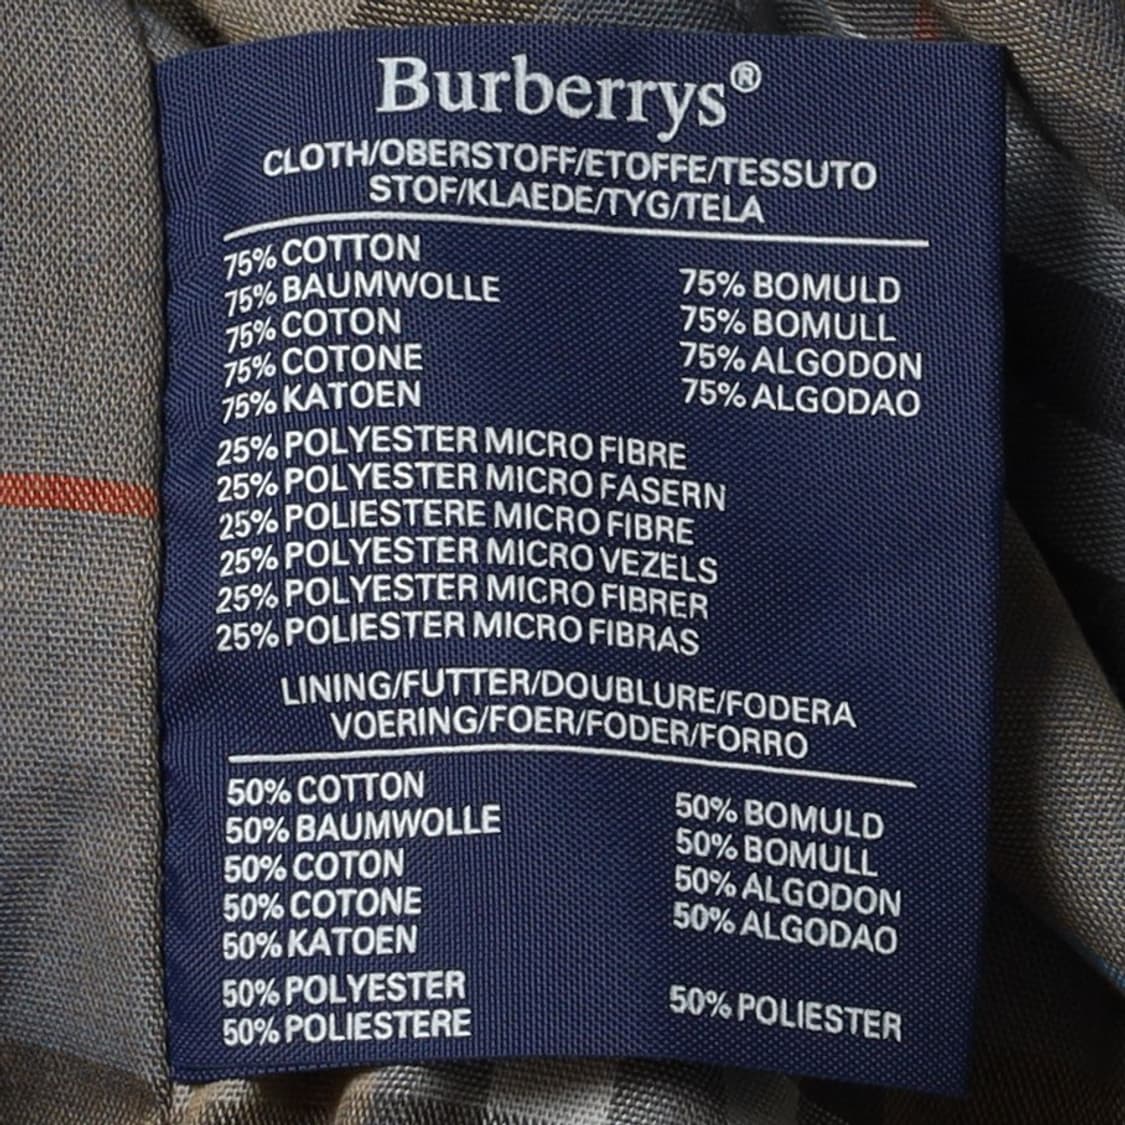 Burberrys®
CLOTH/OBERSTOFF/ETOFFE/TESSUTO
STOF/KLAEDE/TYG/TELA
75% COTTON
75% BAUMWOLLE
75% COTON
75% COTONE
75% KATOEN
75% BOMULD
75% BOMULL
75% ALGODON
75% ALGODAO
25% POLYESTER MICRO FIBRE
25% POLYESTER MICRO FASERN
25% POLIESTERE MICRO FIBRE
25% POLYESTER MICRO VEZELS
25% POLYESTER MICRO FIBRER
25% POLIESTER MICRO FIBRAS
LINING/FUTTER/DOUBLURE/FODERA
VOERING/FOER/FODER/FORRO
50% COTTON
50% BAUMWOLLE
50% COTON
50% COTONE
50% KATOEN
50% BOMULD
50% BOMULL
50% ALGODON
50% ALGODAO
50% POLYESTER
50% POLIESTERE
50% POLIESTER